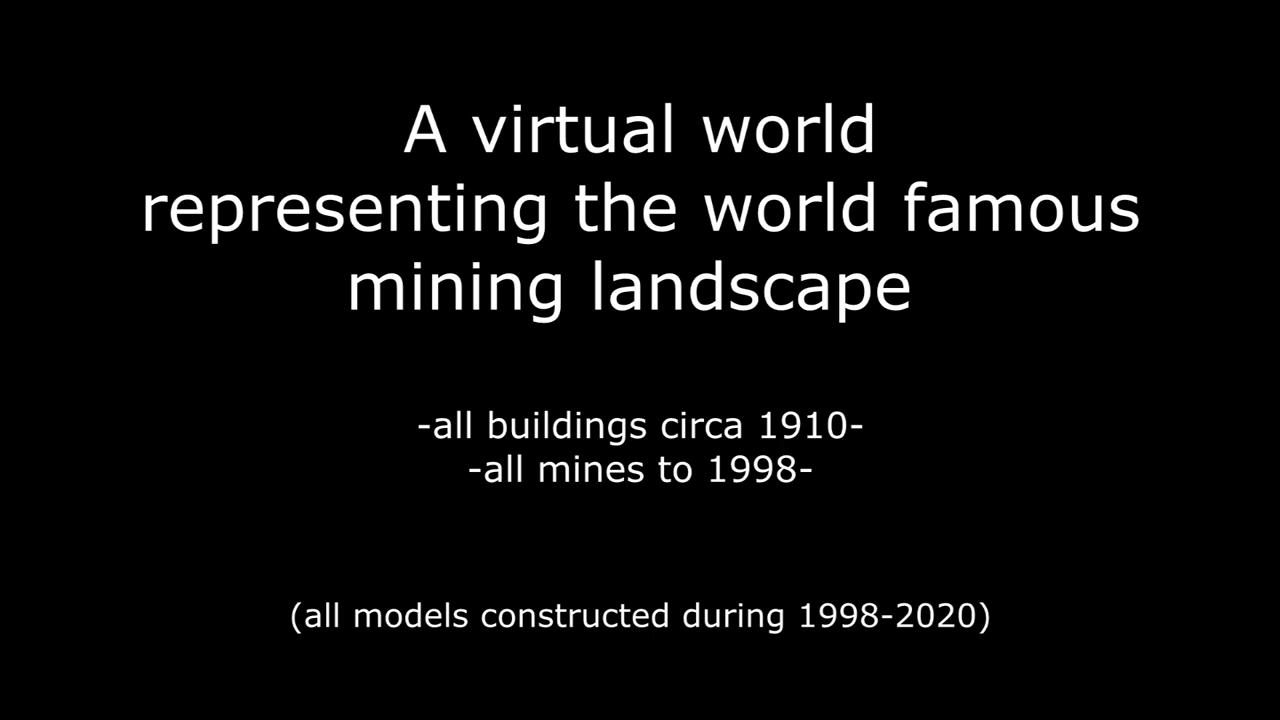 A virtual world
representing the world famous
mining landscape
-all buildings circa 1910-
-all mines to 1998-
(all models constructed during 1998-2020)